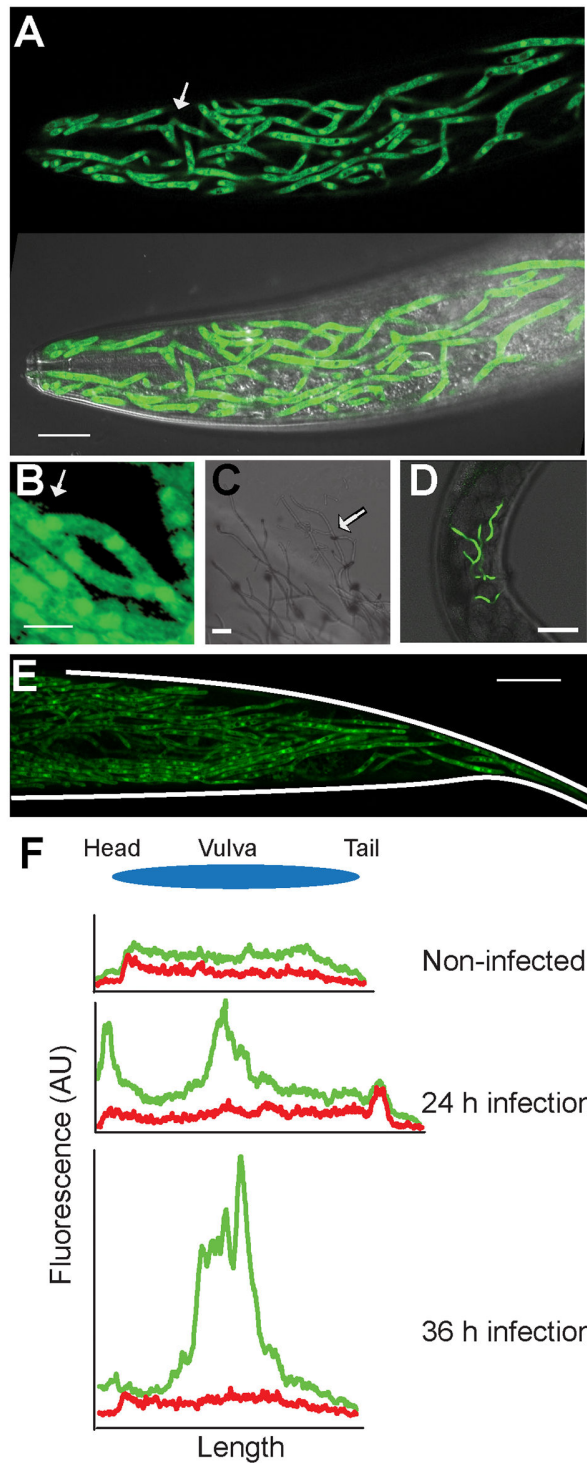 A
B
C
D
E
F
Head Vulva Tail
Non-infected
24 h infection
36 h infection
Fluorescence (AU)
Length